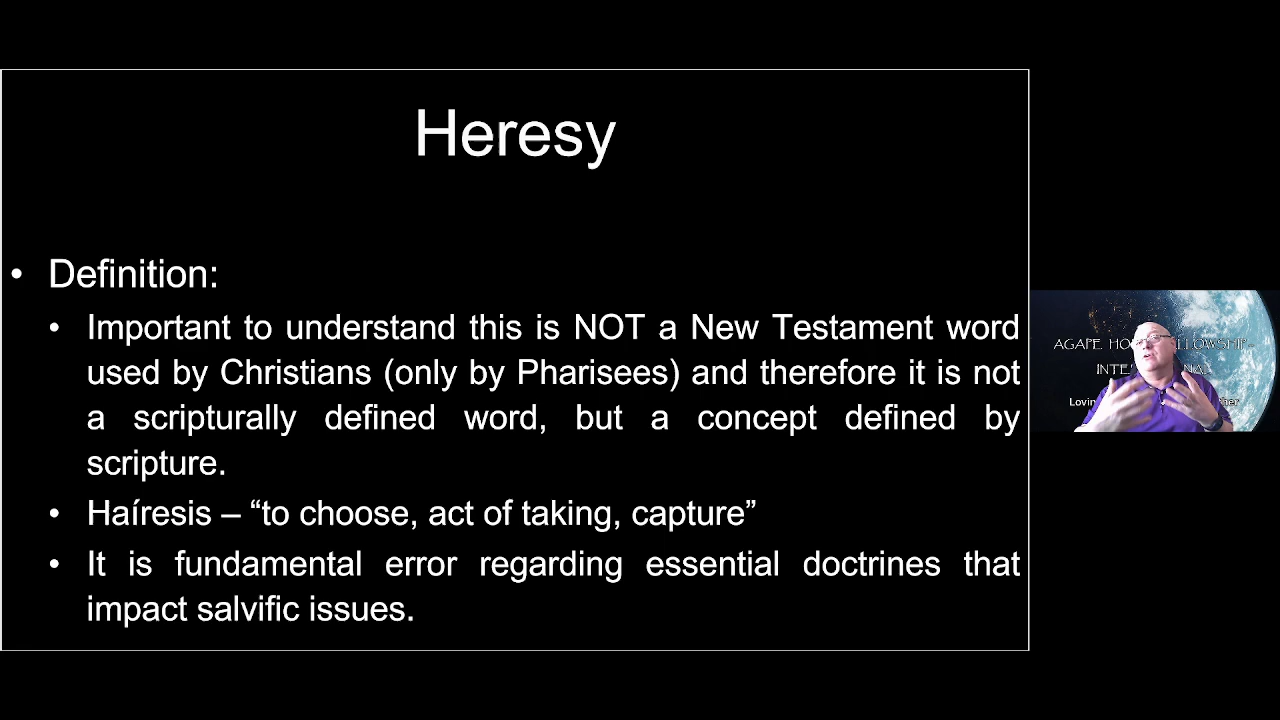 Heresy
• Definition:
• Important to understand this is NOT a New Testament word
used by Christians (only by Pharisees) and therefore it is not
a scripturally defined word, but a concept defined by
scripture.
• Haíresis – “to choose, act of taking, capture”
• It is fundamental error regarding essential doctrines that
impact salvific issues.
AGAPE